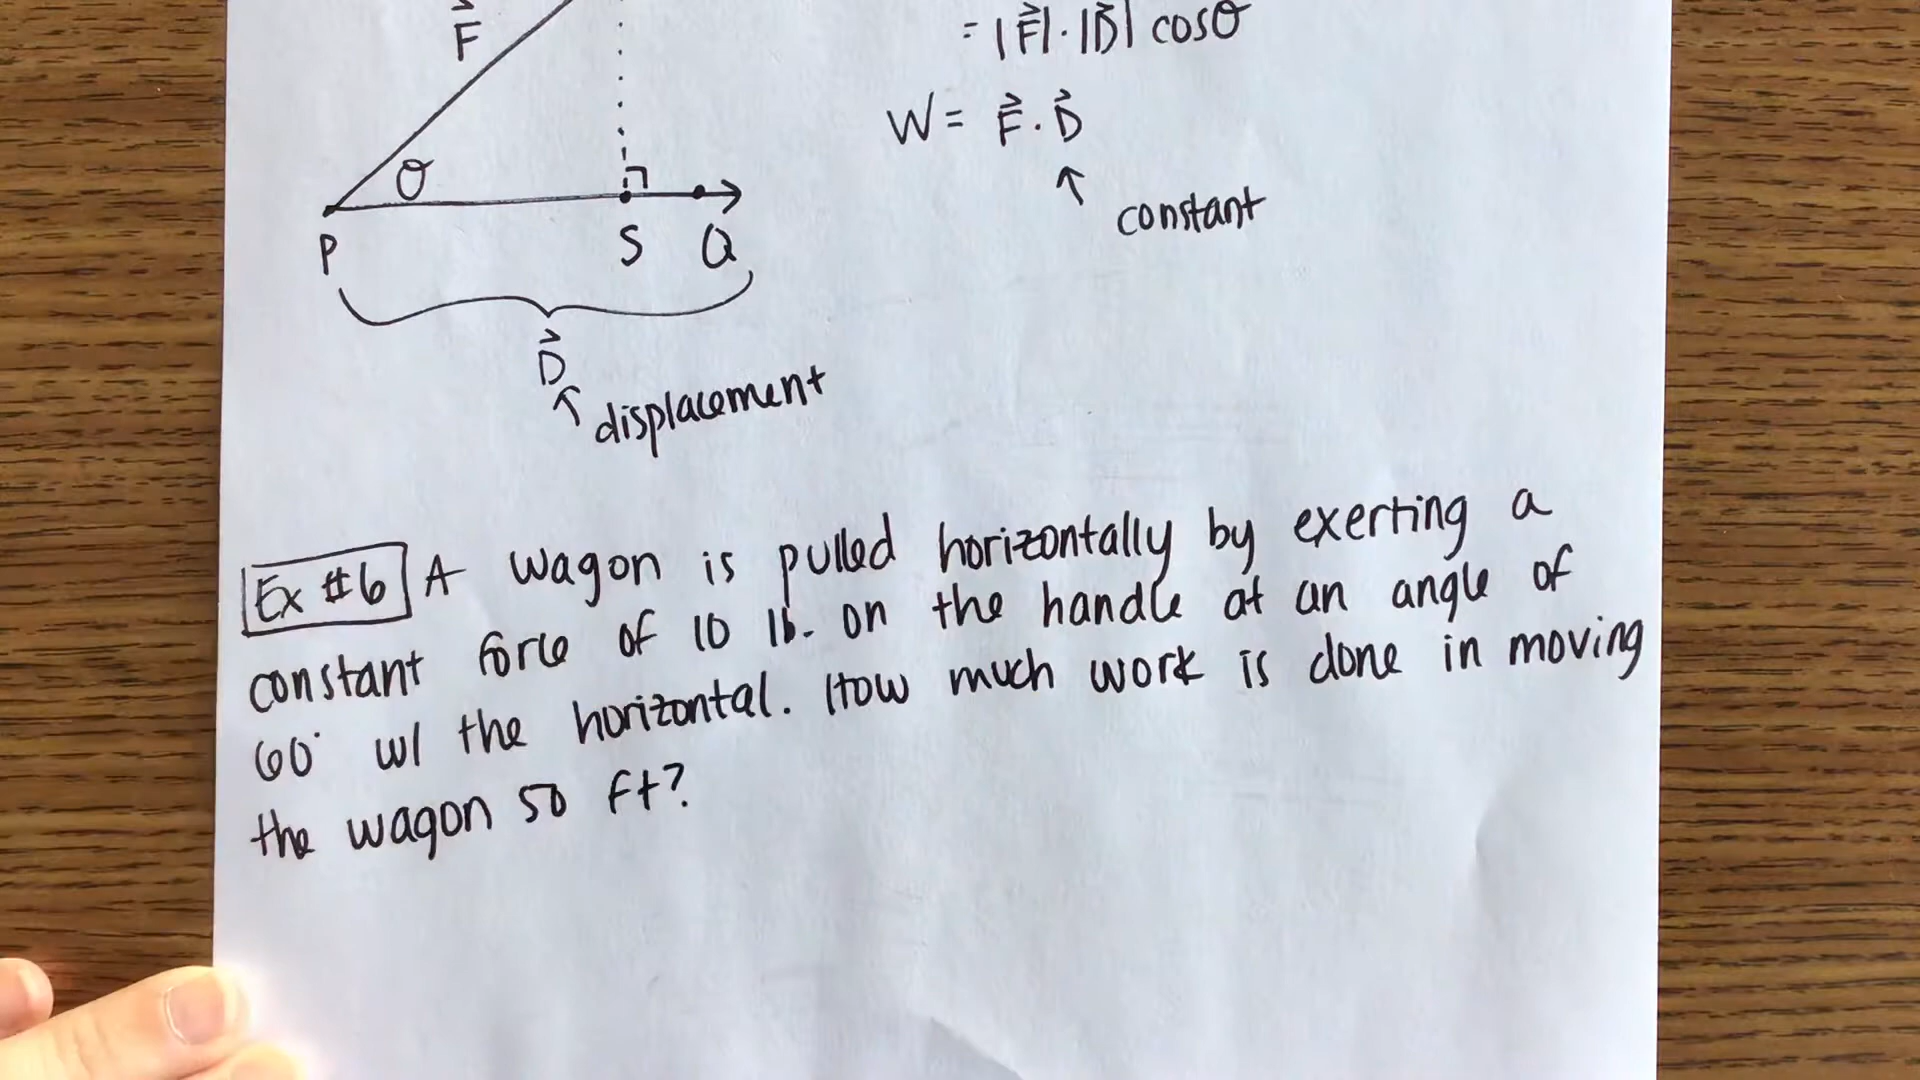 F⃗
= |F⃗|·|D⃗| cosθ
W = F⃗·D⃗
↑
constant
θ
P S Q
D⃗
↑ displacement
Ex #6 A wagon is pulled horizontally by exerting a
constant force of 10 lb. on the handle at an angle of
60° w/ the horizontal. How much work is done in moving
the wagon 50 ft?